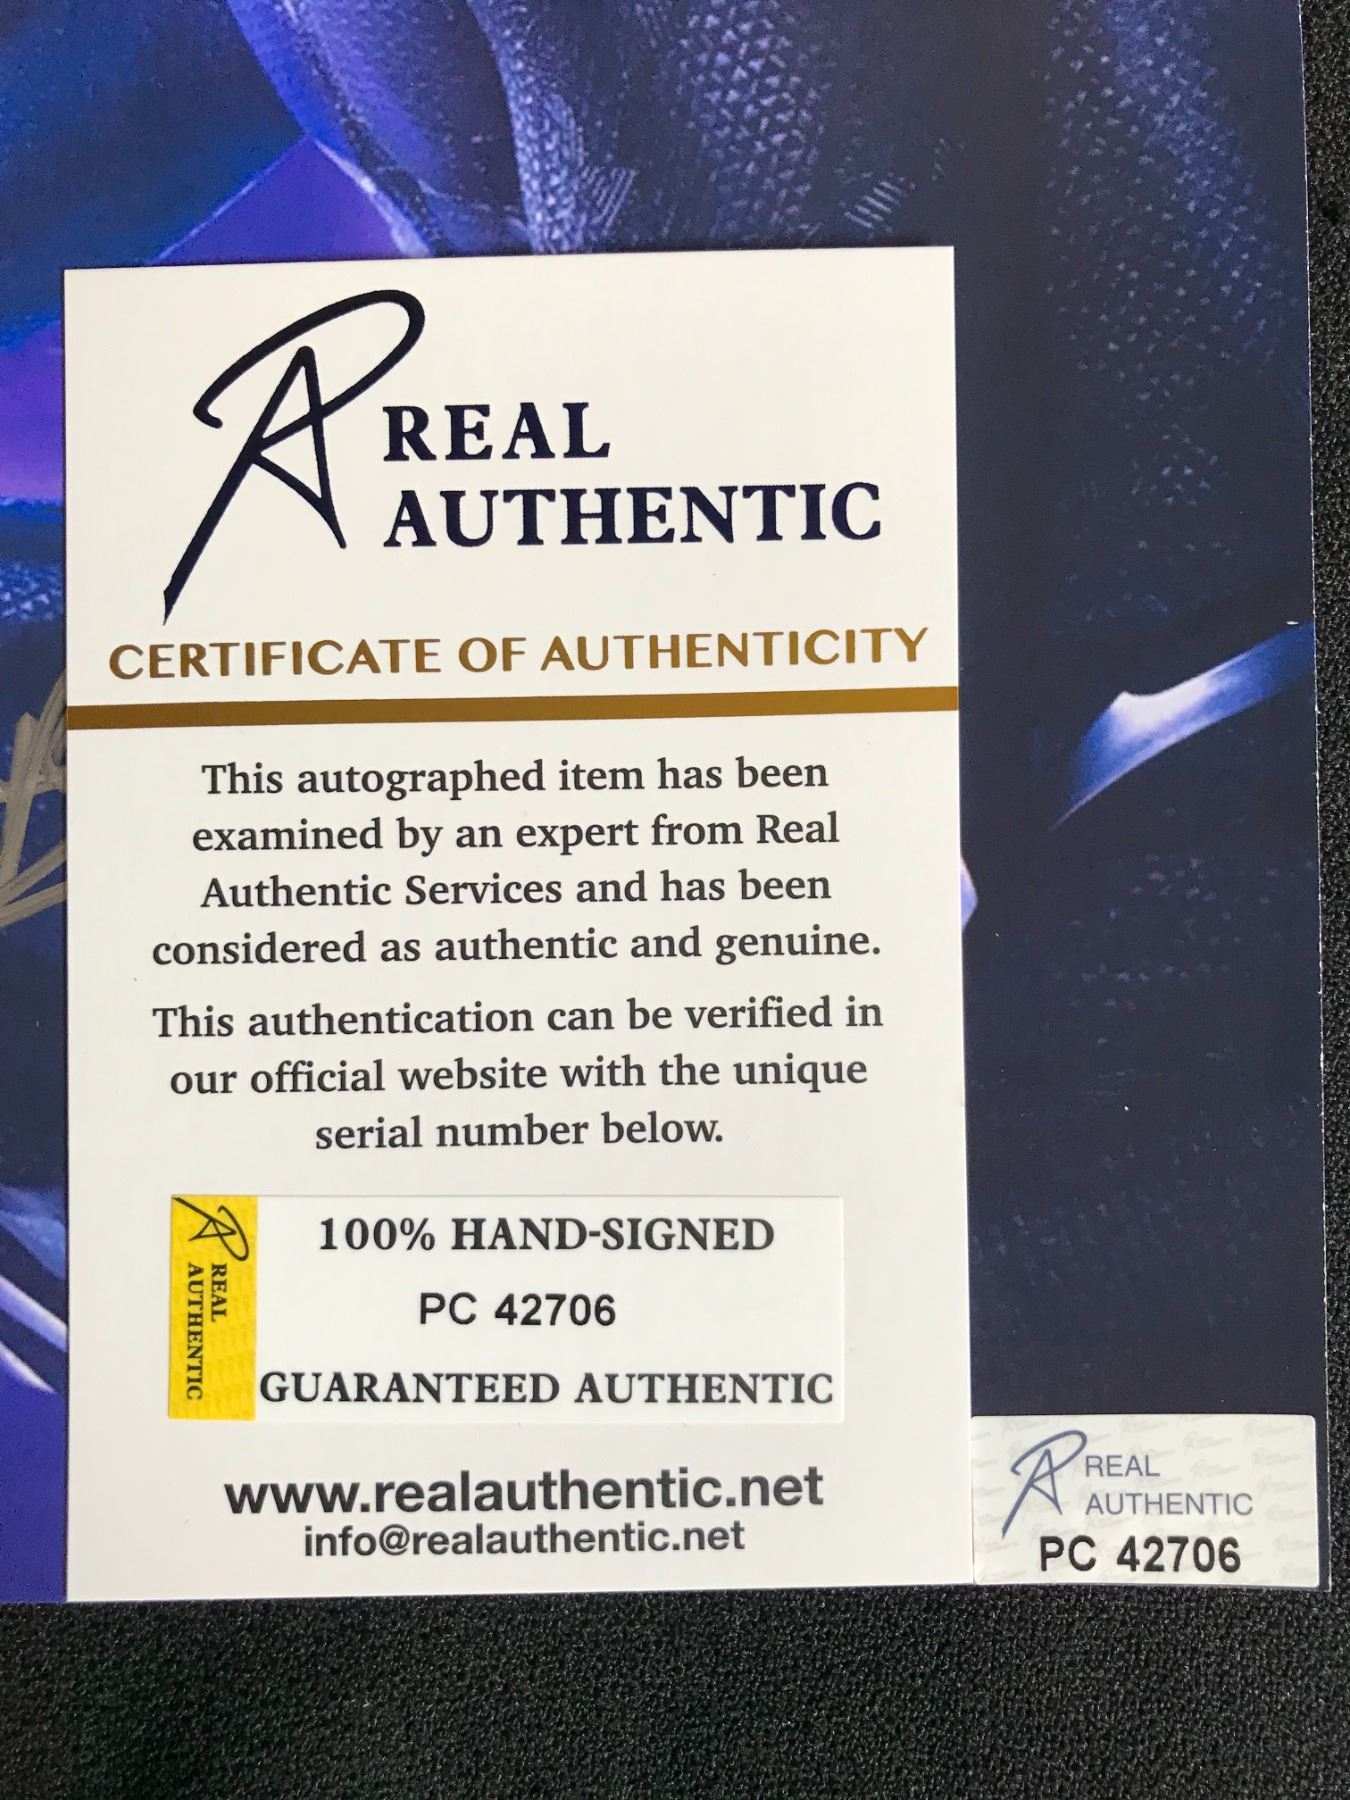 REAL
AUTHENTIC
CERTIFICATE OF AUTHENTICITY
This autographed item has been
examined by an expert from Real
Authentic Services and has been
considered as authentic and genuine.
This authentication can be verified in
our official website with the unique
serial number below.
REAL
AUTHENTIC
100% HAND-SIGNED
PC 42706
GUARANTEED AUTHENTIC
www.realauthentic.net
info@realauthentic.net
REAL
AUTHENTIC
PC 42706